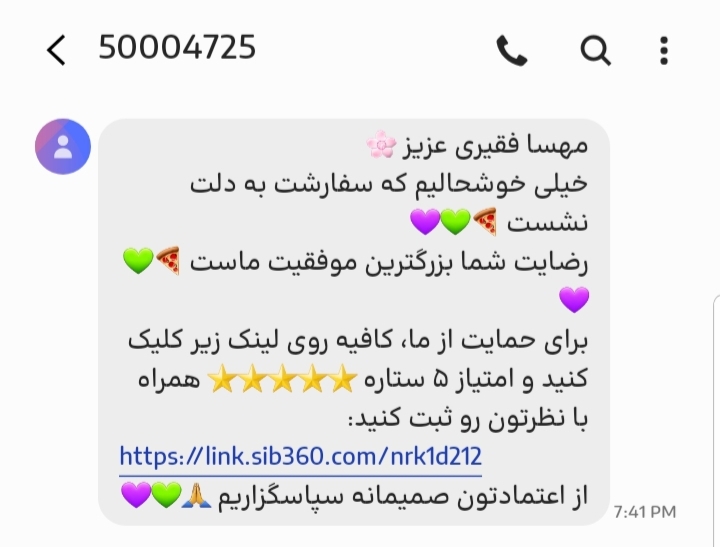 50004725
مهسا فقیری عزیز 🌸
خیلی خوشحالیم که سفارشت به دلت
نشست 🍕💚💜
رضایت شما بزرگترین موفقیت ماست 🍕💚
💜
برای حمایت از ما، کافیه روی لینک زیر کلیک
کنید و امتیاز ۵ ستاره ⭐⭐⭐⭐⭐ همراه
با نظرتون رو ثبت کنید:
https://link.sib360.com/nrk1d212
از اعتمادتون صمیمانه سپاسگزاریم 🙏💚💜
7:41 PM